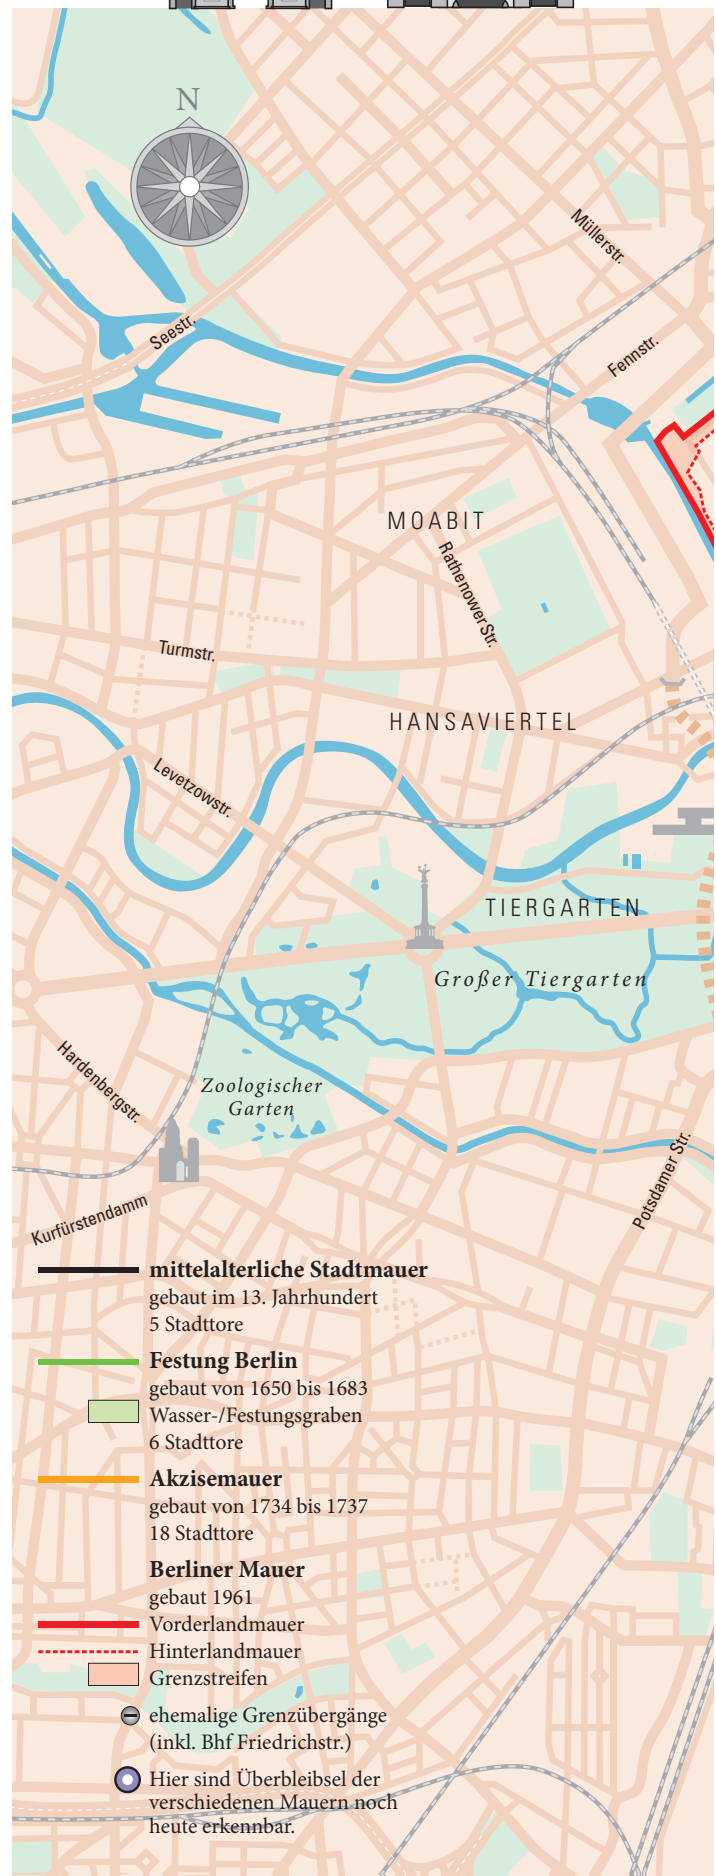 N
Müllerstr.
Seestr.
Fennstr.
MOABIT
Rathenower Str.
Turmstr.
HANSAVIERTEL
Levetzowstr.
TIERGARTEN
Großer Tiergarten
Hardenbergstr.
Zoologischer
Garten
Potsdamer Str.
Kurfürstendamm
mittelalterliche Stadtmauer
gebaut im 13. Jahrhundert
5 Stadttore
Festung Berlin
gebaut von 1650 bis 1683
Wasser-/Festungsgraben
6 Stadttore
Akzisemauer
gebaut von 1734 bis 1737
18 Stadttore
Berliner Mauer
gebaut 1961
Vorderlandmauer
Hinterlandmauer
Grenzstreifen
ehemalige Grenzübergänge
(inkl. Bhf Friedrichstr.)
Hier sind Überbleibsel der
verschiedenen Mauern noch
heute erkennbar.